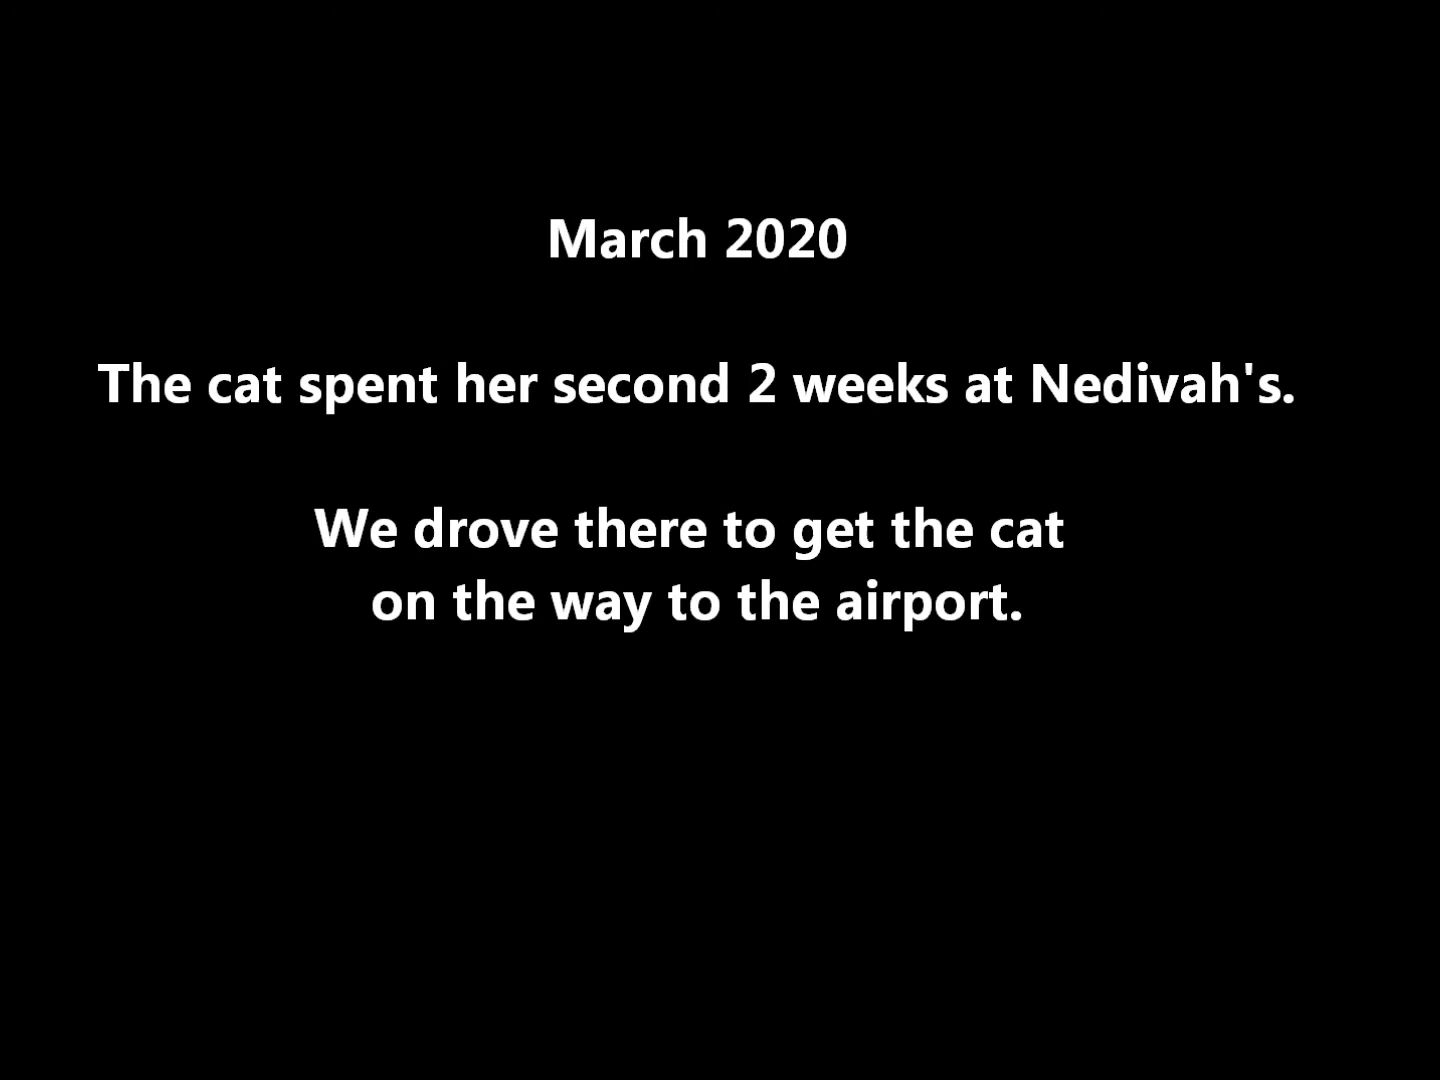 March 2020
The cat spent her second 2 weeks at Nedivah's.
We drove there to get the cat
on the way to the airport.